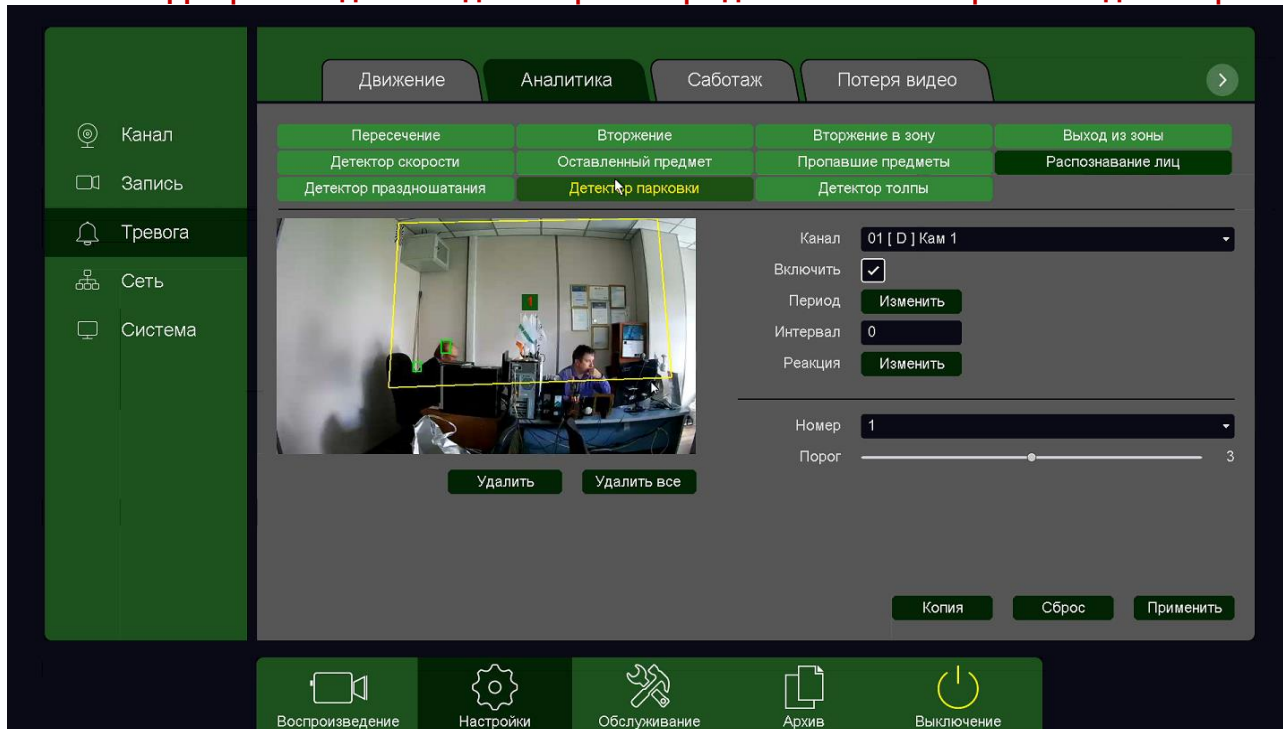 Движение Аналитика Саботаж Потеря видео
Канал
Запись
Тревога
Сеть
Система
Пересечение Вторжение Вторжение в зону Выход из зоны
Детектор скорости Оставленный предмет Пропавшие предметы Распознавание лиц
Детектор праздношатания Детектор парковки Детектор толпы
1
Канал 01 [ D ] Кам 1
Включить
Период Изменить
Интервал 0
Реакция Изменить
Номер 1
Порог 3
Удалить Удалить все
Копия Сброс Применить
Воспроизведение Настройки Обслуживание Архив Выключение